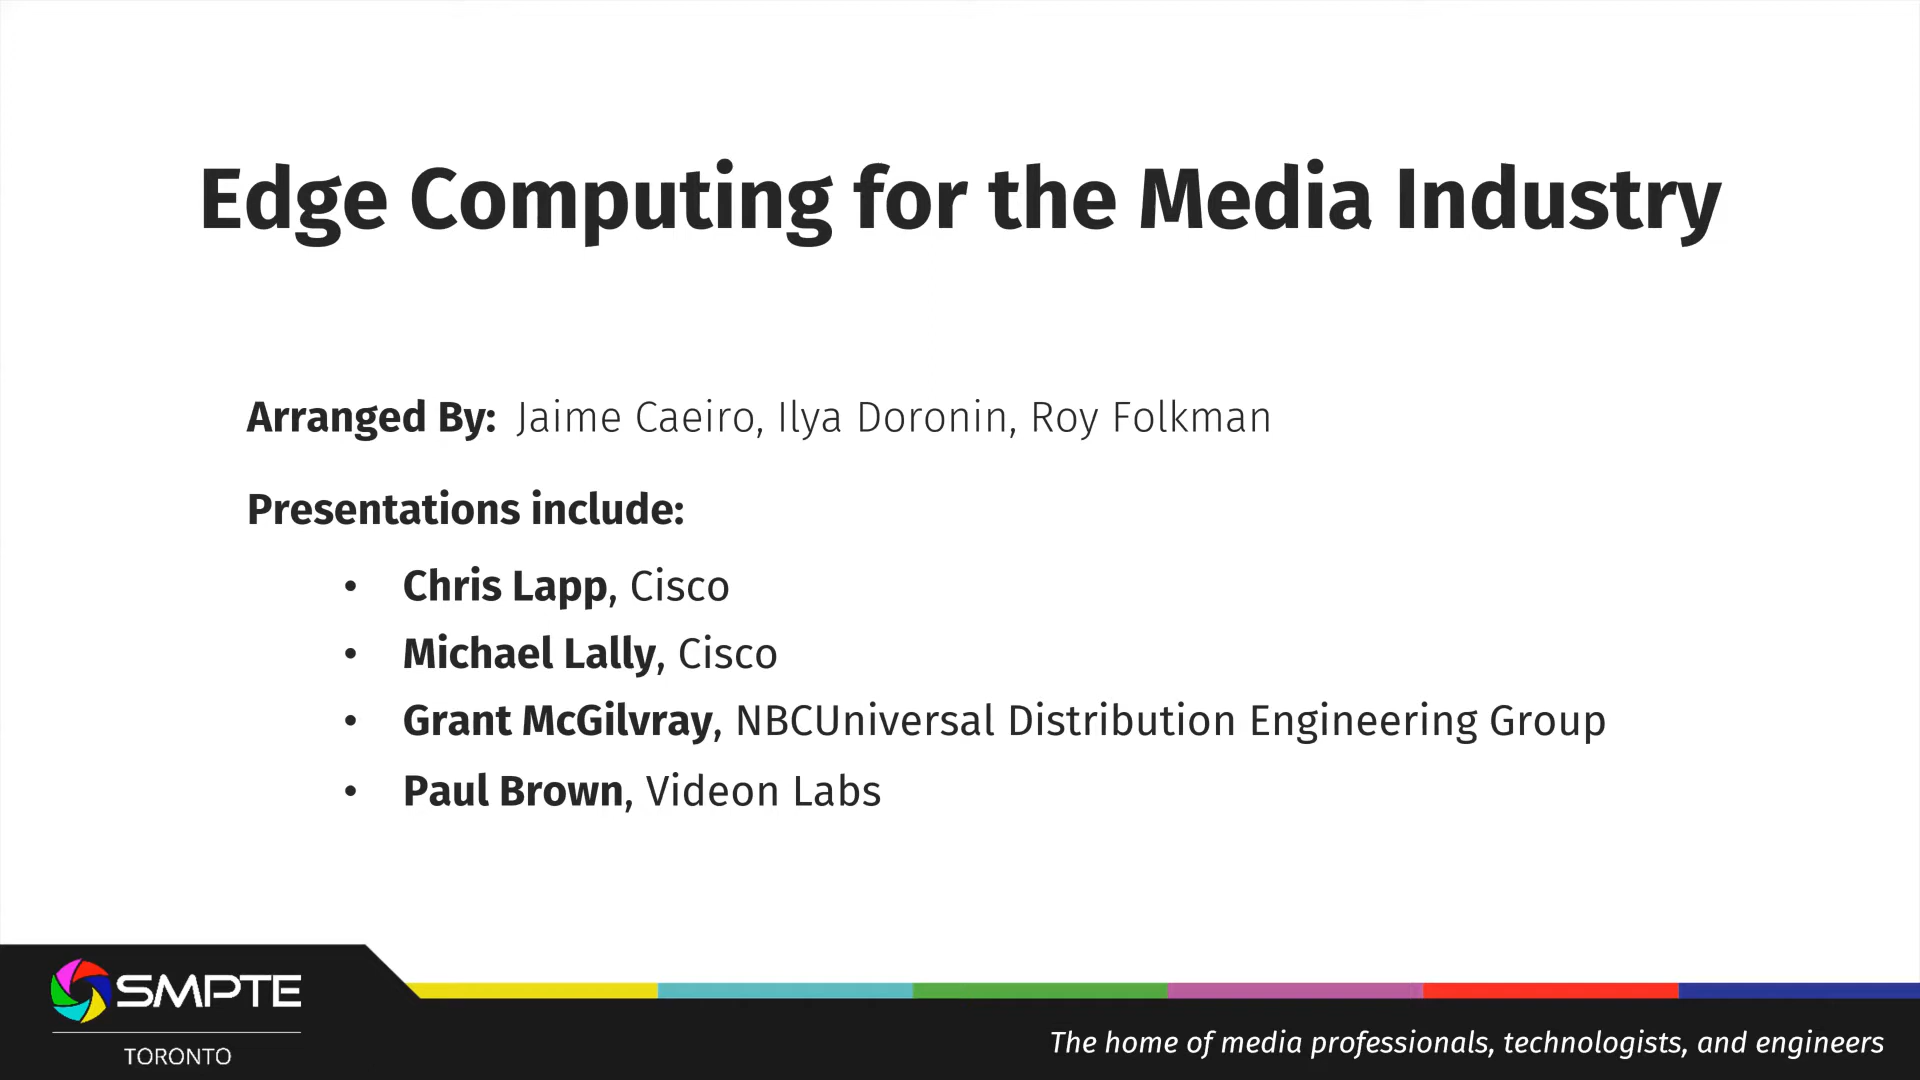 Edge Computing for the Media Industry
Arranged By: Jaime Caeiro, Ilya Doronin, Roy Folkman
Presentations include:
• Chris Lapp, Cisco
• Michael Lally, Cisco
• Grant McGilvray, NBCUniversal Distribution Engineering Group
• Paul Brown, Videon Labs
SMPTE
TORONTO
The home of media professionals, technologists, and engineers